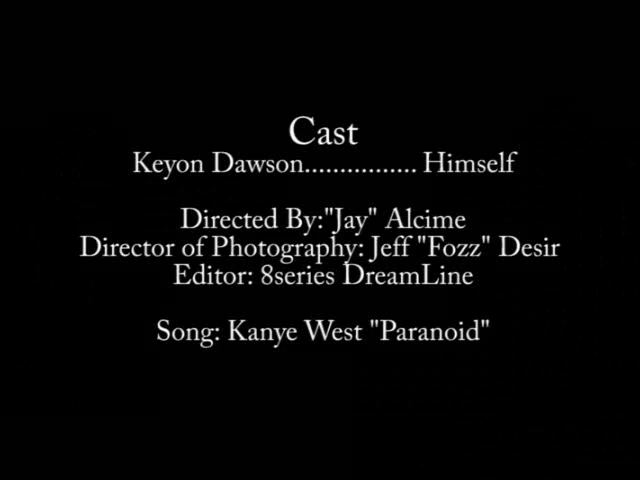 Cast
Keyon Dawson................ Himself
Directed By:"Jay" Alcime
Director of Photography: Jeff "Fozz" Desir
Editor: 8series DreamLine
Song: Kanye West "Paranoid"